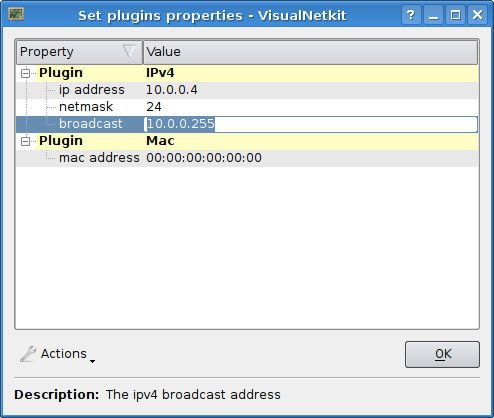 Set plugins properties - VisualNetkit
Property Value
Plugin IPv4
ip address 10.0.0.4
netmask 24
broadcast 10.0.0.255
Plugin Mac
mac address 00:00:00:00:00:00
Actions OK
Description: The ipv4 broadcast address